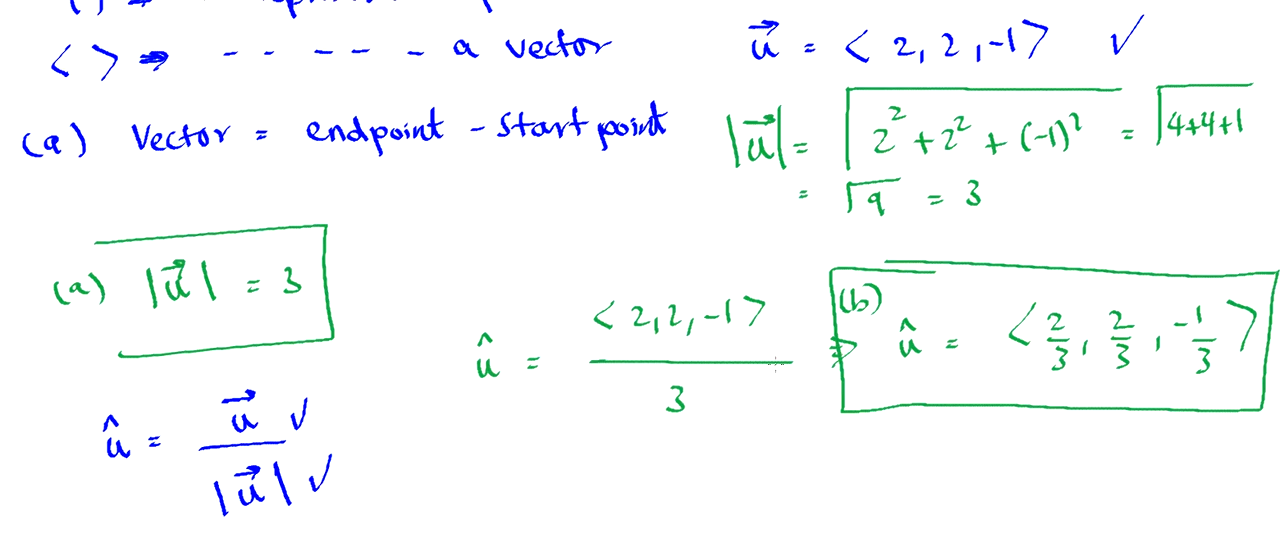 < > ⇒ - - - - - a vector
u⃗ = < 2, 2, -1 > ✓
(a) Vector = endpoint - start point
|u⃗| = √(2² + 2² + (-1)²) = √(4+4+1)
= √9 = 3
(a) |u⃗| = 3
û = <2, 2, -1> / 3 ⇒
(b) û = < 2/3, 2/3, -1/3 >
û = u⃗ ✓ / |u⃗| ✓